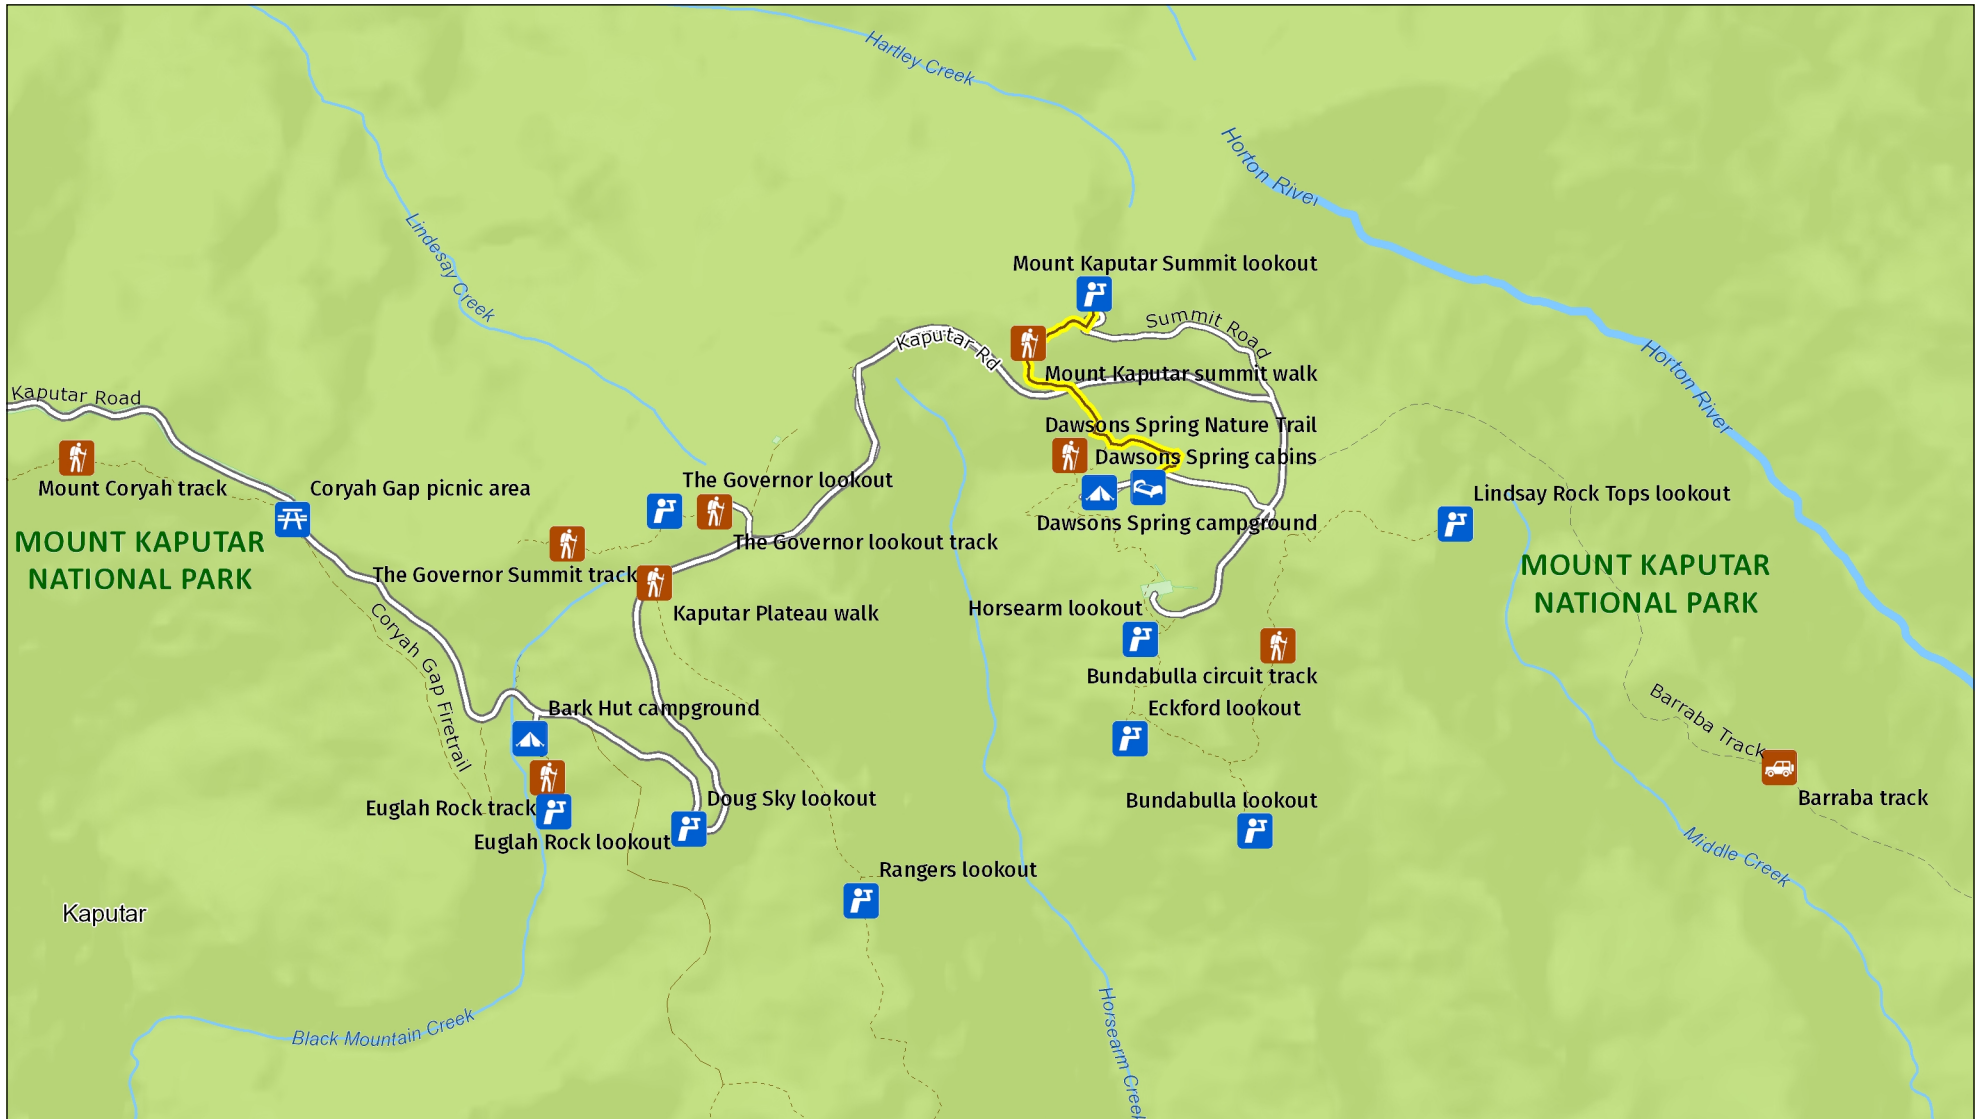 Hartley Creek
Horton River
Lindesay Creek
Mount Kaputar Summit lookout
Summit Road
Kaputar Rd
Horton River
Mount Kaputar summit walk
Kaputar Road
Dawsons Spring Nature Trail
Dawsons Spring cabins
The Governor lookout
Mount Coryah track
Coryah Gap picnic area
Lindsay Rock Tops lookout
Dawsons Spring campground
MOUNT KAPUTAR
NATIONAL PARK
The Governor lookout track
MOUNT KAPUTAR
NATIONAL PARK
The Governor Summit track
Kaputar Plateau walk
Horsearm lookout
Coryah Gap Firetrail
Bundabulla circuit track
Bark Hut campground
Eckford lookout
Barraba Track
Euglah Rock track
Doug Sky lookout
Bundabulla lookout
Barraba track
Euglah Rock lookout
Middle Creek
Rangers lookout
Kaputar
Black Mountain Creek
Horsearm Creek